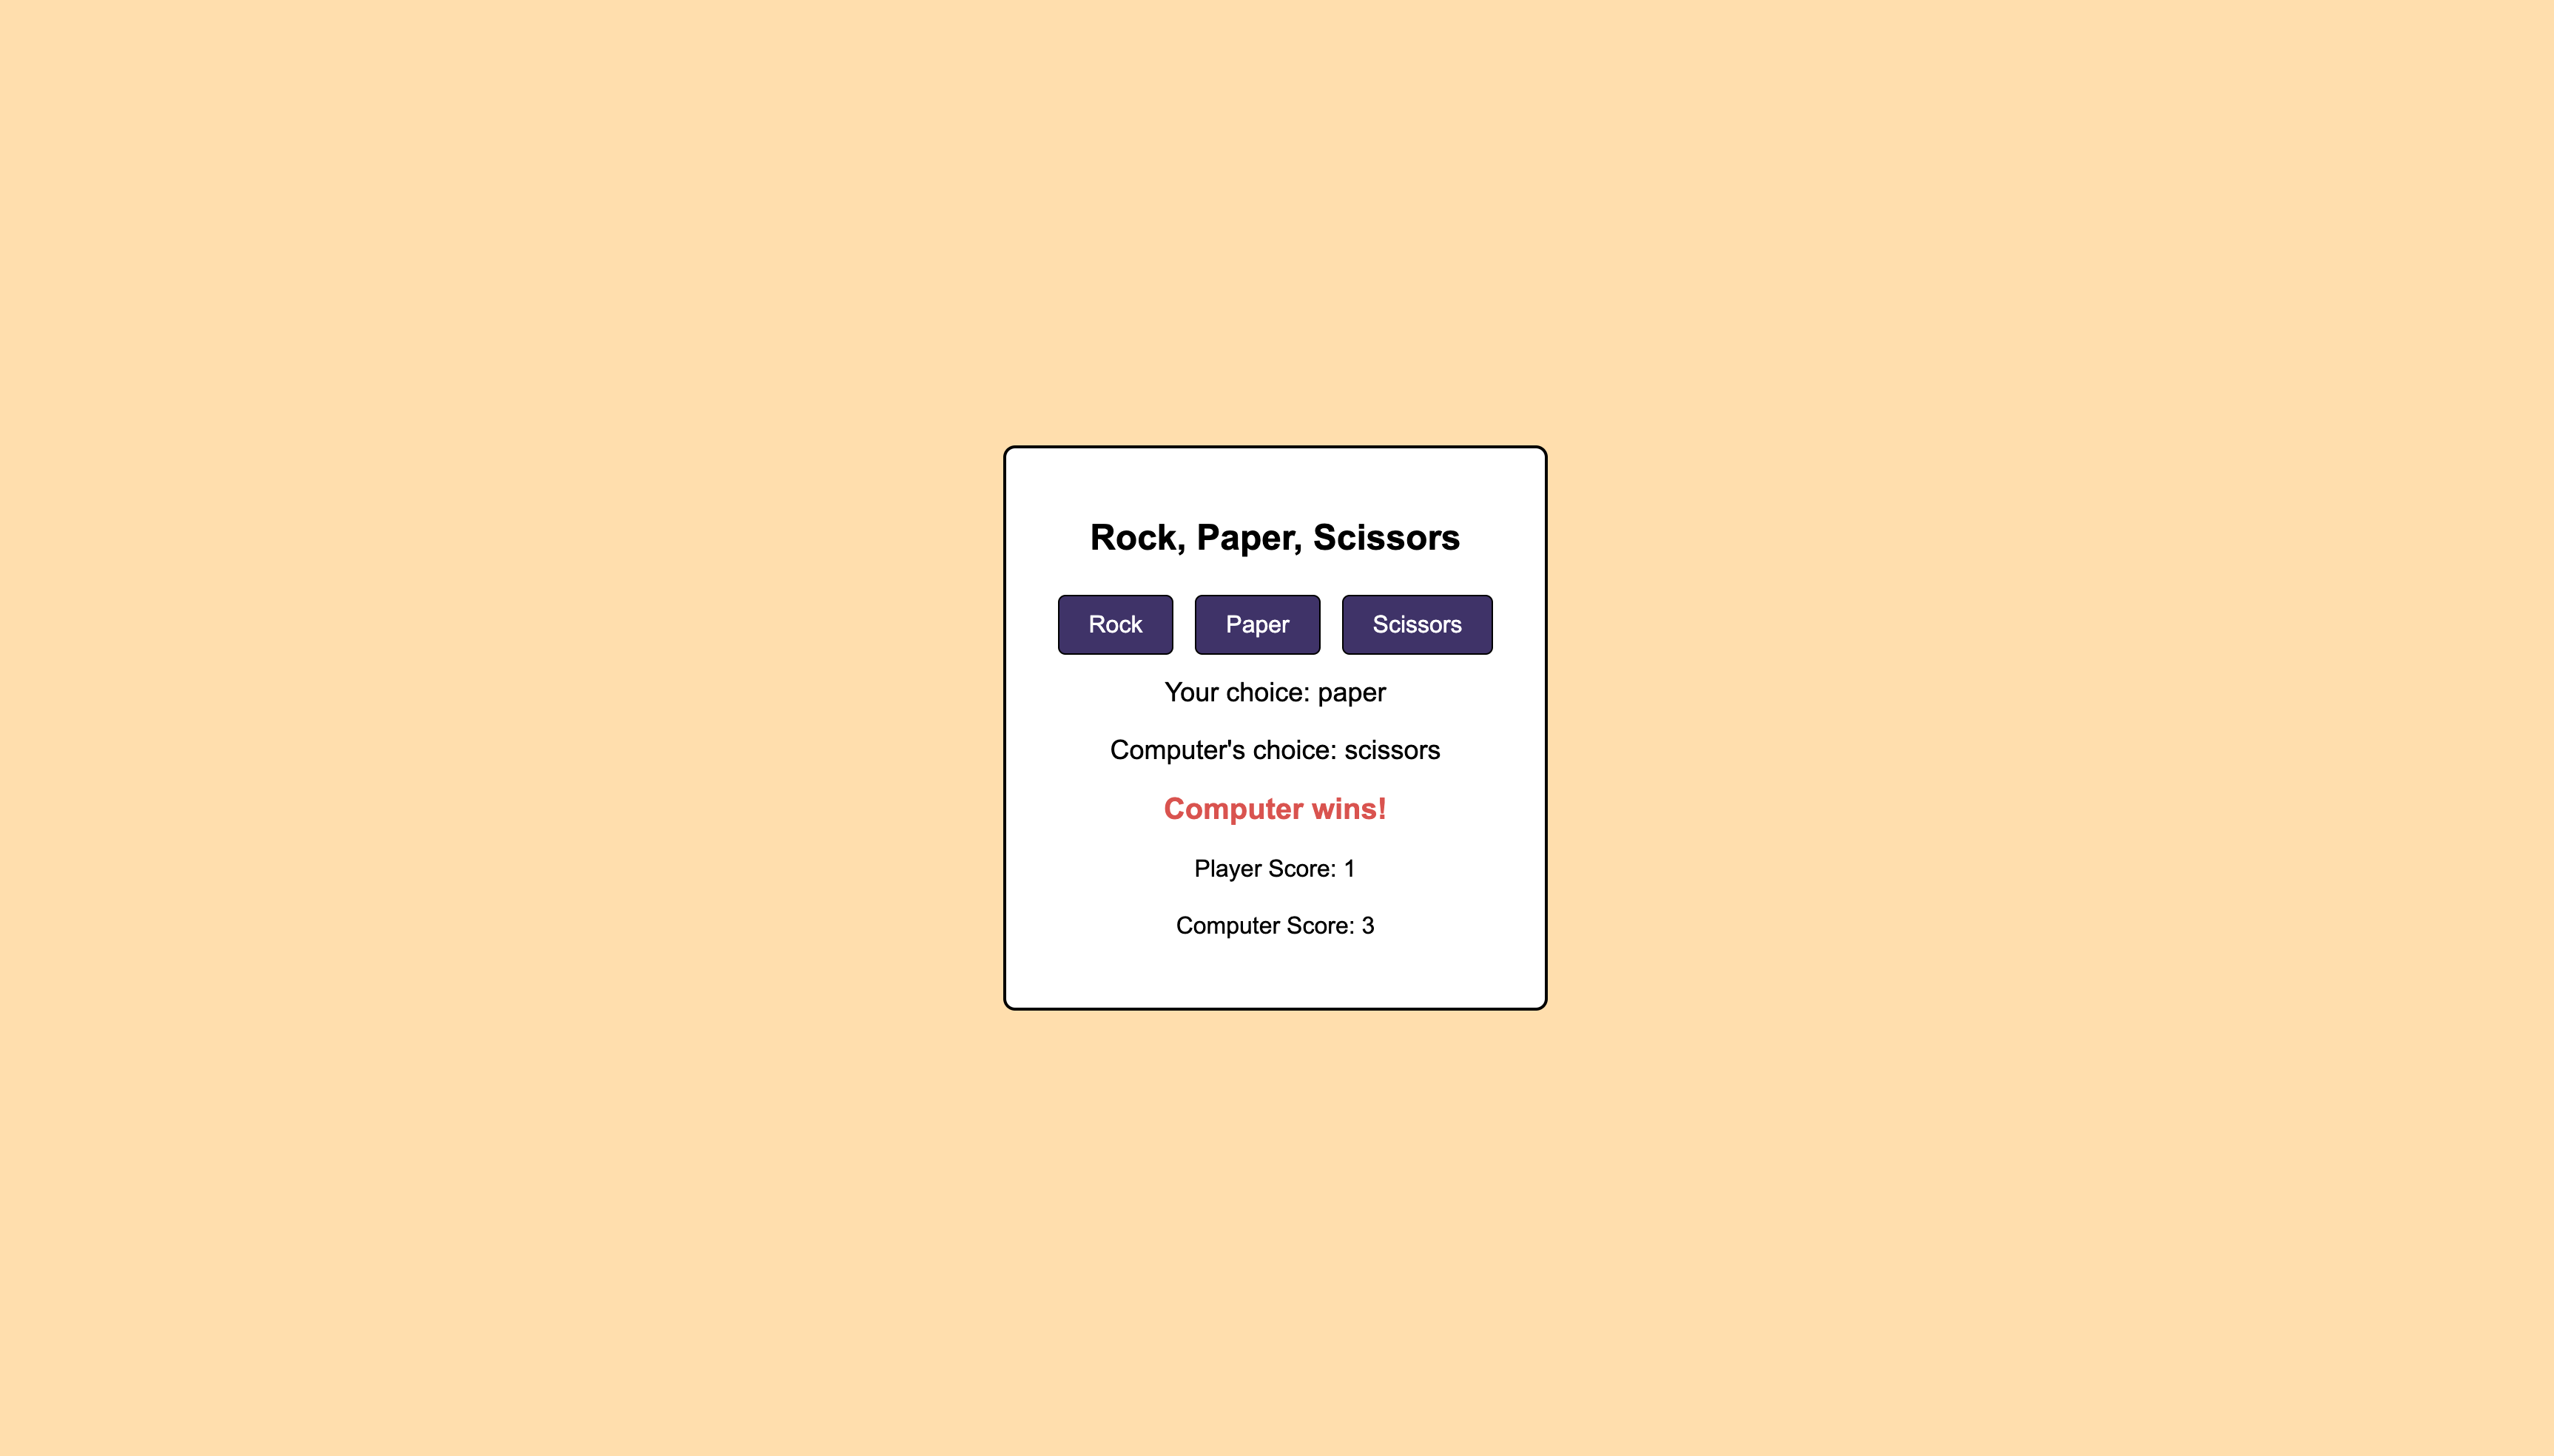 Rock, Paper, Scissors
Rock Paper Scissors
Your choice: paper
Computer's choice: scissors
Computer wins!
Player Score: 1
Computer Score: 3